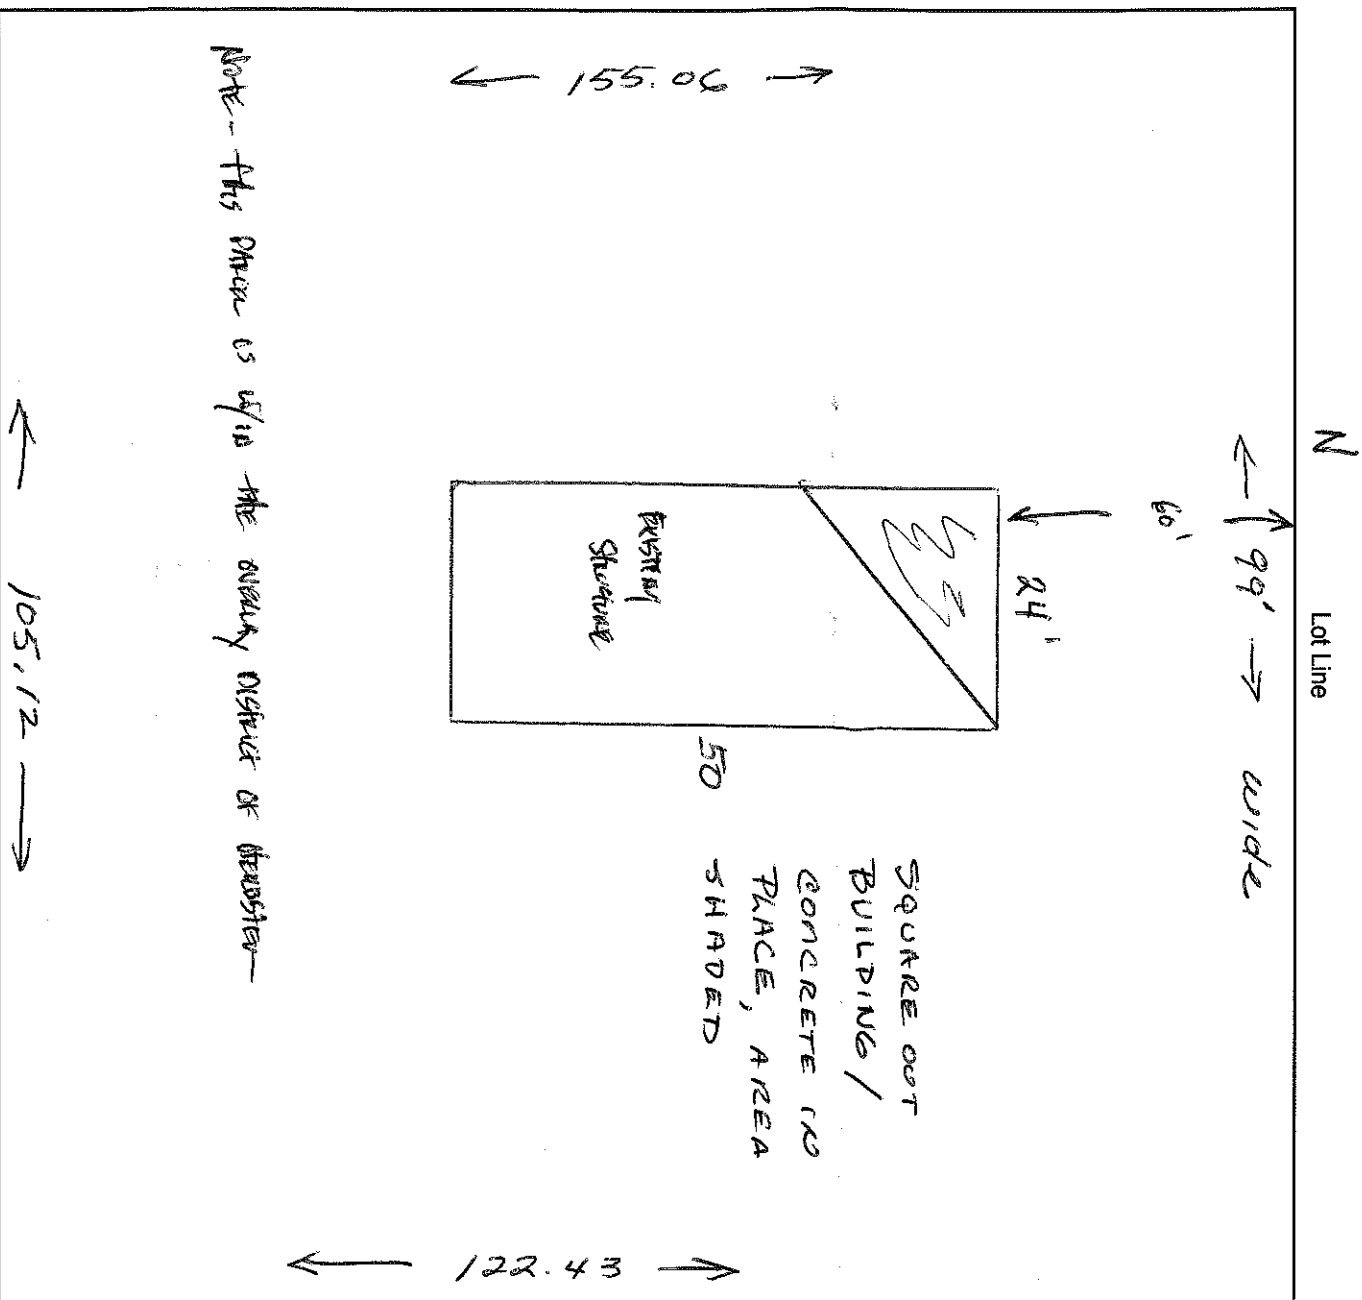 N
Lot Line
← 99' → wide
60'
24'
EXISTING
STRUCTURE
50
SQUARE OUT
BUILDING /
CONCRETE IN
PLACE, AREA
SHADED
← 155.06 →
← 122.43 →
Note - this PARCEL IS w/in the OVERLAY DISTRICT OF
← 105.12 →